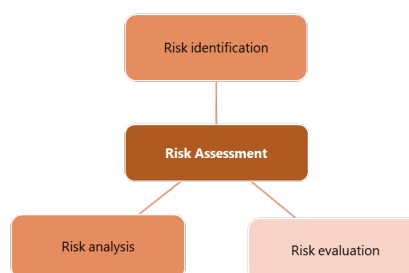 Risk identification
Risk Assessment
Risk analysis
Risk evaluation